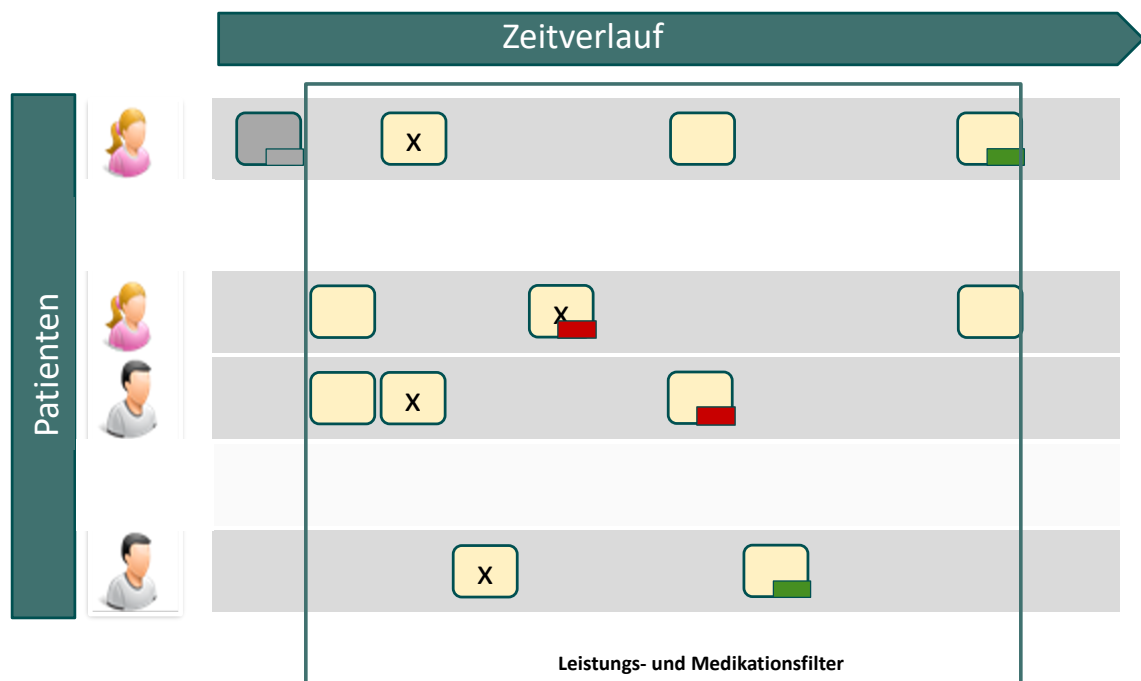 Zeitverlauf
Patienten
x
x
x
x
Leistungs- und Medikationsfilter